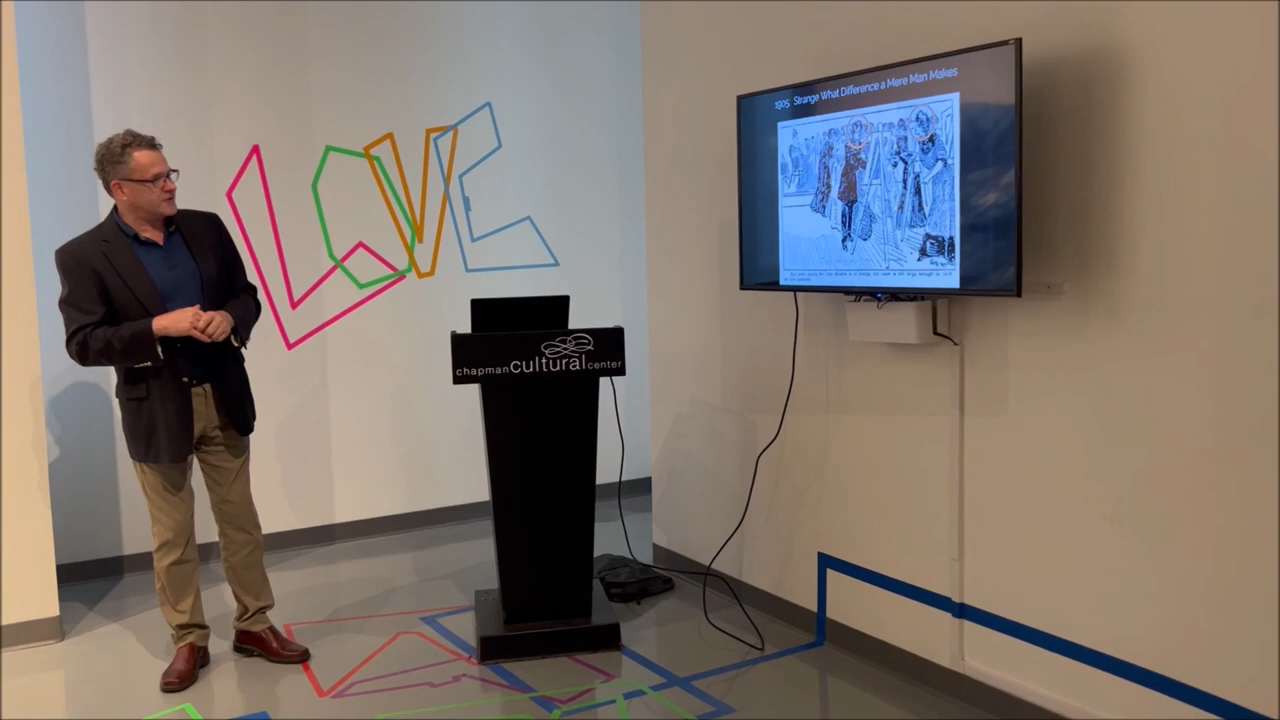 LOVE
1905 Strange What Difference a Mere Man Makes
chapman cultural center